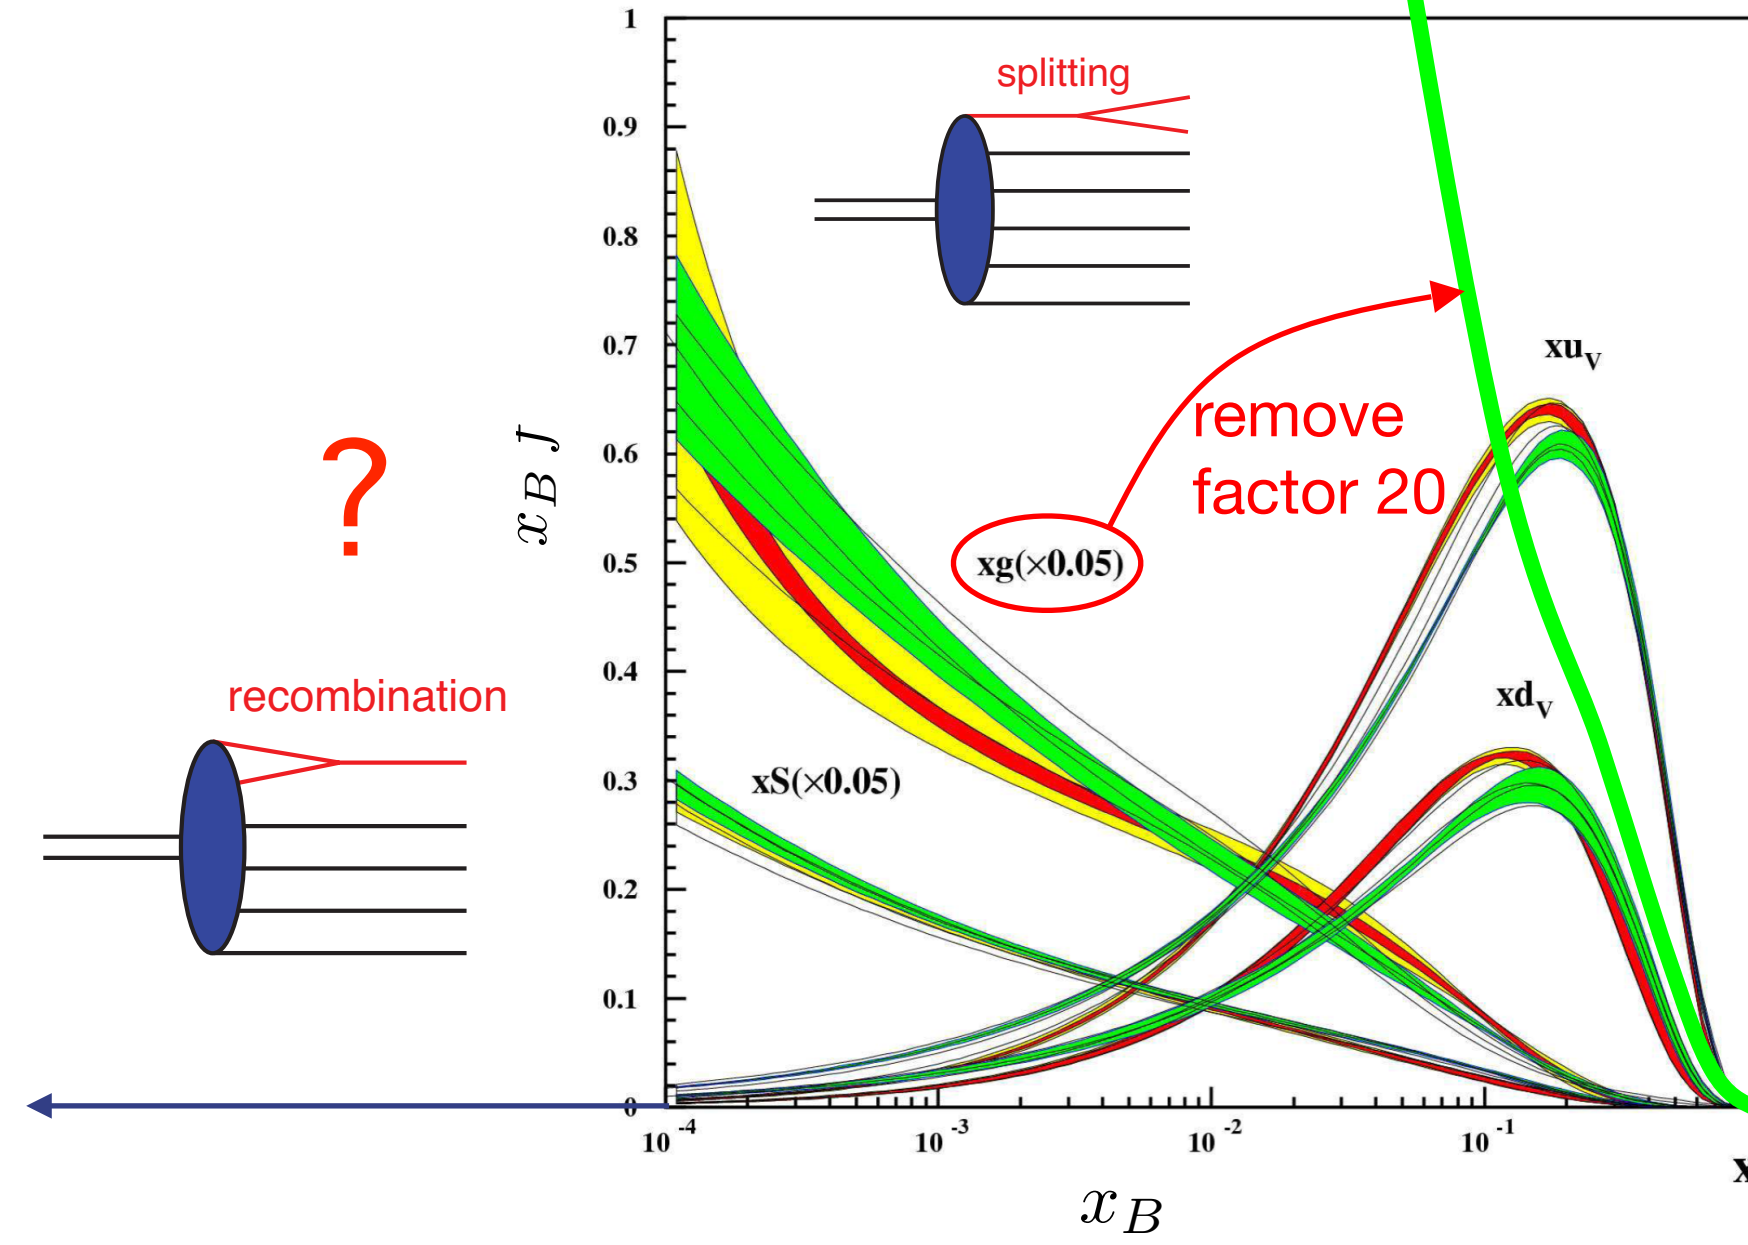 1
splitting
0.9
0.8
0.7
xu_V
remove
factor 20
0.6
?
x_B
xg(×0.05)
0.5
0.4
recombination
xd_V
xS(×0.05)
0.3
0.2
0.1
0
10^-4
10^-3
10^-2
10^-1
x
x_B